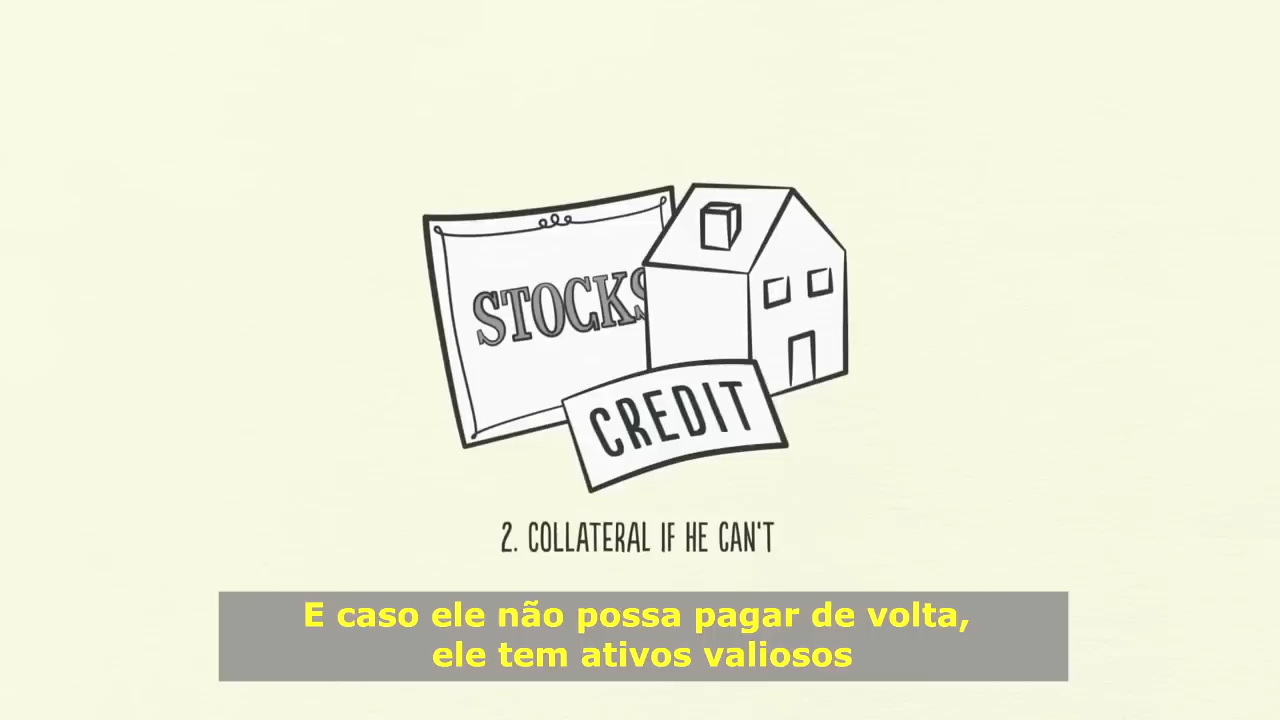 STOCKS
CREDIT
2. COLLATERAL IF HE CAN'T
E caso ele não possa pagar de volta,
ele tem ativos valiosos